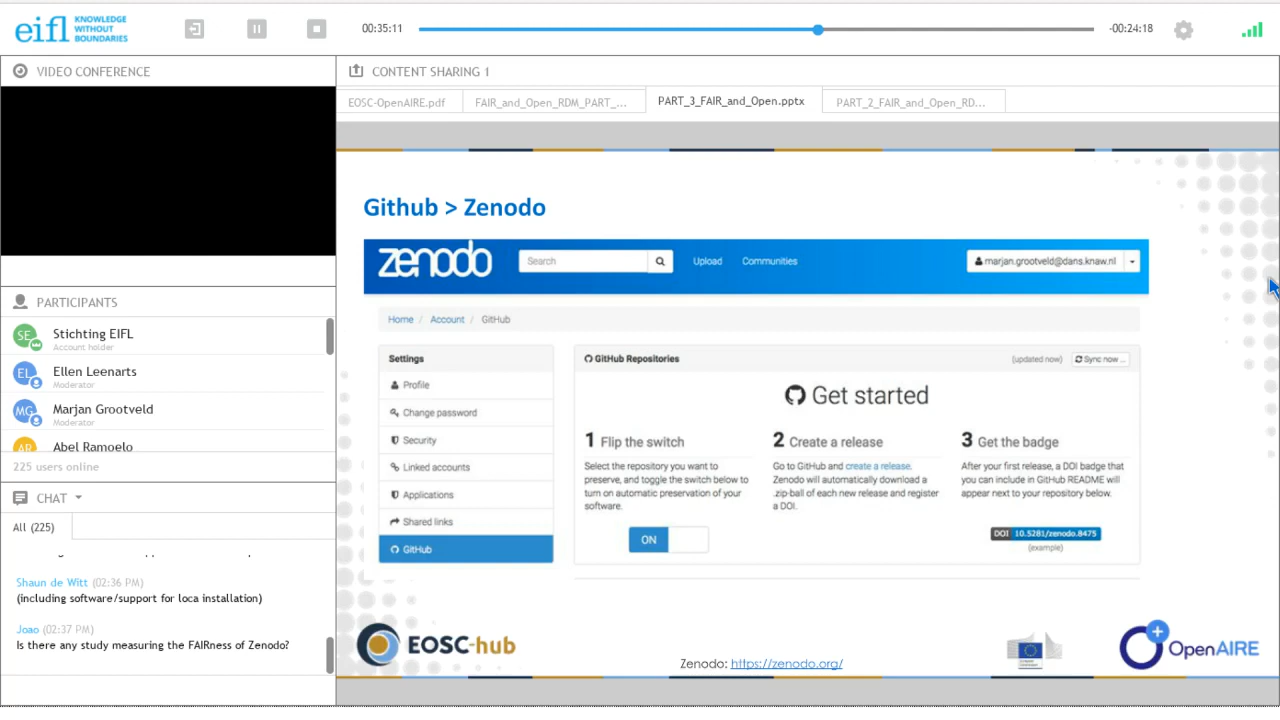 eifl KNOWLEDGE
WITHOUT
BOUNDARIES
00:35:11
-00:24:18
VIDEO CONFERENCE
CONTENT SHARING 1
EOSC-OpenAIRE.pdf
FAIR_and_Open_RDM_PART_...
PART_3_FAIR_and_Open.pptx
PART_2_FAIR_and_Open_RD...
PARTICIPANTS
SE
Stichting EIFL
Account holder
EL
Ellen Leenarts
Moderator
MG
Marjan Grootveld
Moderator
AR
Abel Ramoelo
225 users online
CHAT
All (225)
Shaun de Witt (02:36 PM)
(including software/support for loca installation)
Joao (02:37 PM)
Is there any study measuring the FAIRness of Zenodo?
Github > Zenodo
zenodo
Search
Upload
Communities
marjan.grootveld@dans.knaw.nl
Home / Account / GitHub
Settings
Profile
Change password
Security
Linked accounts
Applications
Shared links
GitHub
GitHub Repositories
(updated now)
Sync now ...
Get started
1 Flip the switch
Select the repository you want to
preserve, and toggle the switch below to
turn on automatic preservation of your
software.
ON
2 Create a release
Go to GitHub and create a release.
Zenodo will automatically download a
.zip-ball of each new release and register
a DOI.
3 Get the badge
After your first release, a DOI badge that
you can include in GitHub README will
appear next to your repository below.
DOI 10.5281/zenodo.8475
(example)
EOSC-hub
Zenodo: https://zenodo.org/
OpenAIRE